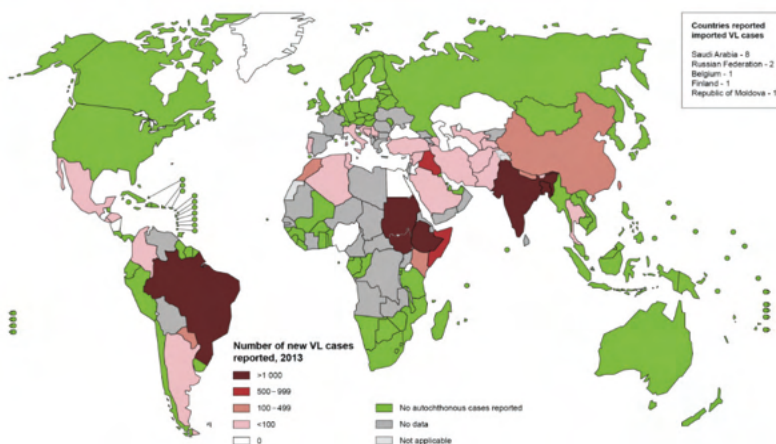 Countries reported
imported VL cases
Saudi Arabia - 8
Russian Federation - 2
Belgium - 1
Finland - 1
Republic of Moldova - 1
Number of new VL cases
reported, 2013
>1 000
500–999
100–499
<100
0
No autochthonous cases reported
No data
Not applicable